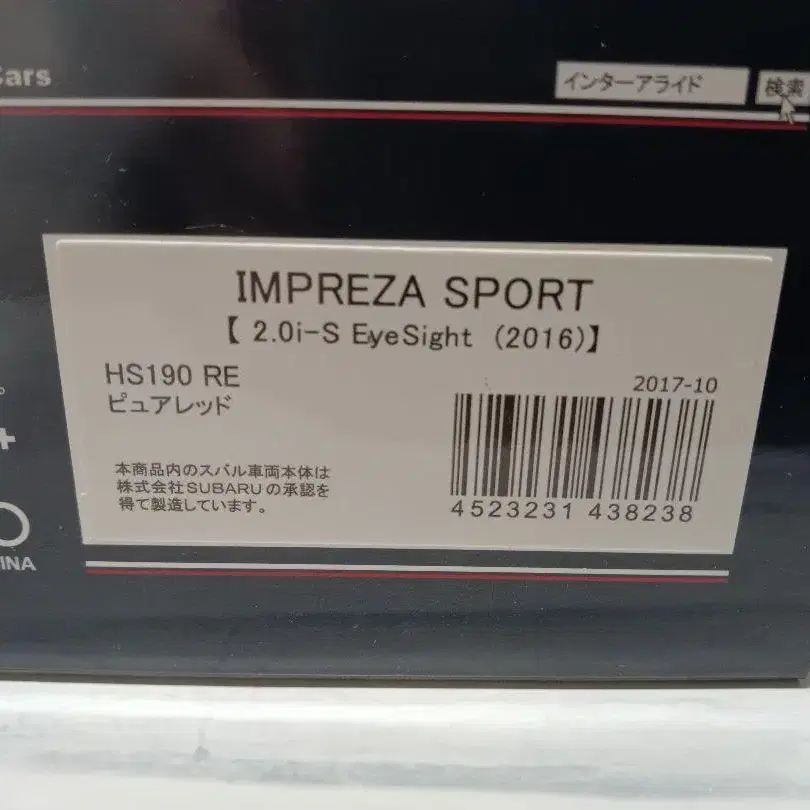 Cars
インターアライド 検索
IMPREZA SPORT
【 2.0i-S EyeSight (2016)】
HS190 RE
2017-10
ピュアレッド
本商品内のスバル車両本体は
株式会社SUBARUの承認を
得て製造しています。
4523231 438238